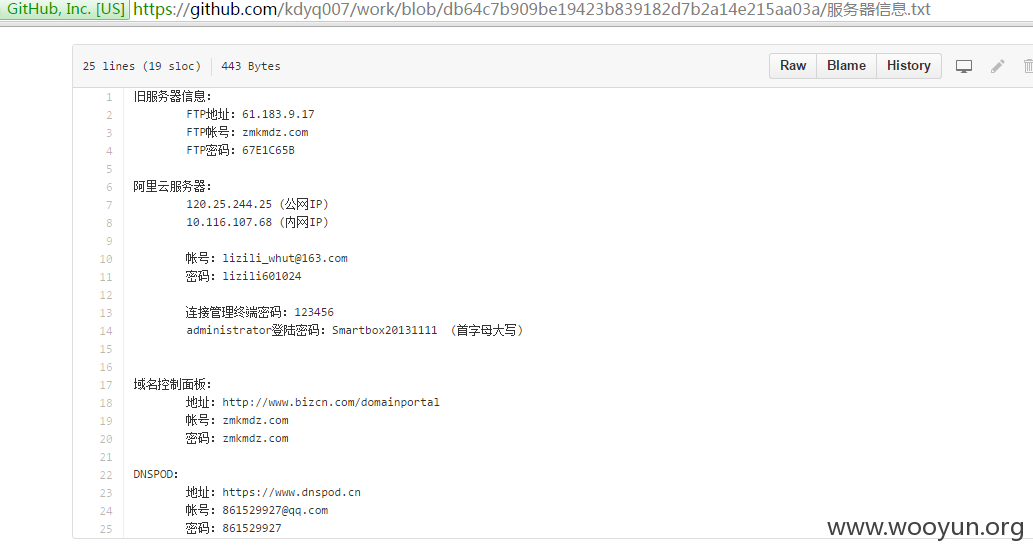 GitHub, Inc. [US] https://github.com/kdyq007/work/blob/db64c7b909be19423b839182d7b2a14e215aa03a/服务器信息.txt
25 lines (19 sloc) 443 Bytes Raw Blame History
1 旧服务器信息:
2 FTP地址: 61.183.9.17
3 FTP帐号: zmkmdz.com
4 FTP密码: 67E1C65B
5
6 阿里云服务器:
7 120.25.244.25 (公网IP)
8 10.116.107.68 (内网IP)
9
10 帐号: lizili_whut@163.com
11 密码: lizili601024
12
13 连接管理终端密码: 123456
14 administrator登陆密码: Smartbox20131111 (首字母大写)
15
16
17 域名控制面板:
18 地址: http://www.bizcn.com/domainportal
19 帐号: zmkmdz.com
20 密码: zmkmdz.com
21
22 DNSPOD:
23 地址: https://www.dnspod.cn
24 帐号: 861529927@qq.com
25 密码: 861529927
www.wooyun.org